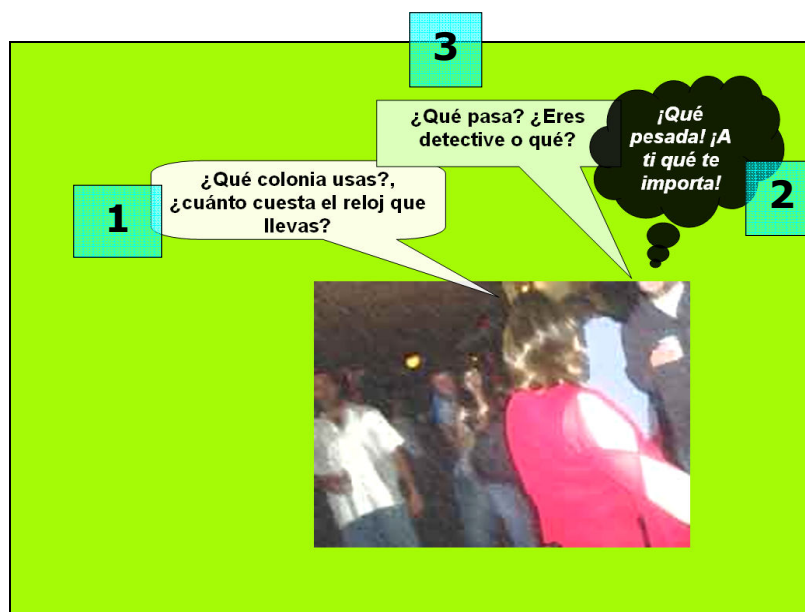 3
¿Qué pasa? ¿Eres
detective o qué?
¡Qué
pesada! ¡A
ti qué te
importa!
2
1
¿Qué colonia usas?,
¿cuánto cuesta el reloj que
llevas?